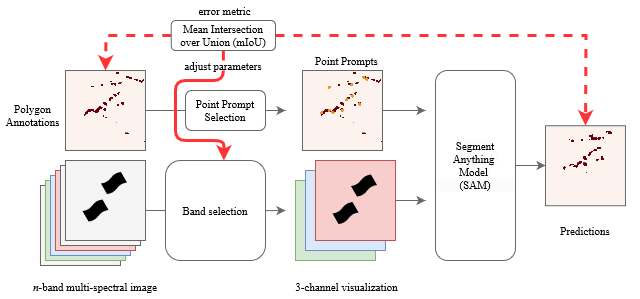 error metric
Mean Intersection
over Union (mIoU)
adjust parameters
Point Prompts
Polygon
Annotations
Point Prompt
Selection
Segment
Anything
Model
(SAM)
Band selection
Predictions
n-band multi-spectral image
3-channel visualization